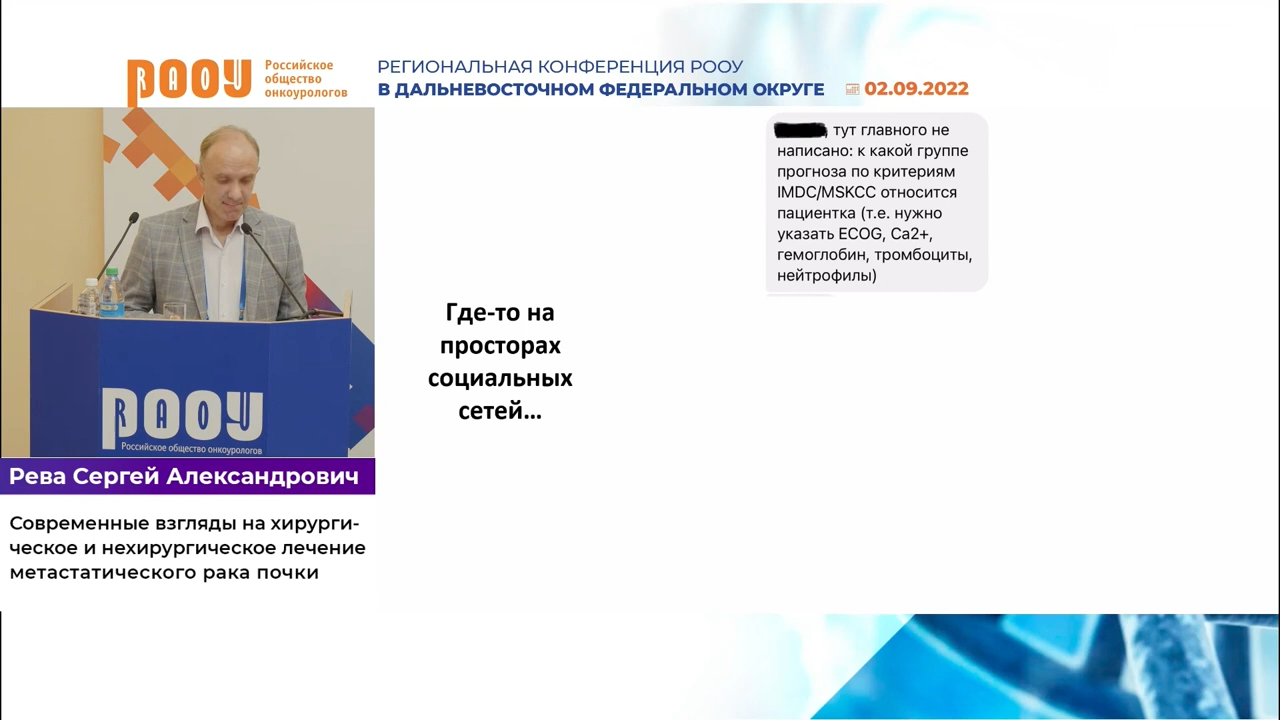 РООУ
RAOU
Российское
общество
онкоурологов
РЕГИОНАЛЬНАЯ КОНФЕРЕНЦИЯ РООУ
В ДАЛЬНЕВОСТОЧНОМ ФЕДЕРАЛЬНОМ ОКРУГЕ 02.09.2022
, тут главного не
написано: к какой группе
прогноза по критериям
IMDC/MSKCC относится
пациентка (т.е. нужно
указать ECOG, Ca2+,
гемоглобин, тромбоциты,
нейтрофилы)
Где-то на
просторах
социальных
сетей...
РООУ
RAOU
Российское общество онкоурологов
Рева Сергей Александрович
Современные взгляды на хирурги-
ческое и нехирургическое лечение
метастатического рака почки